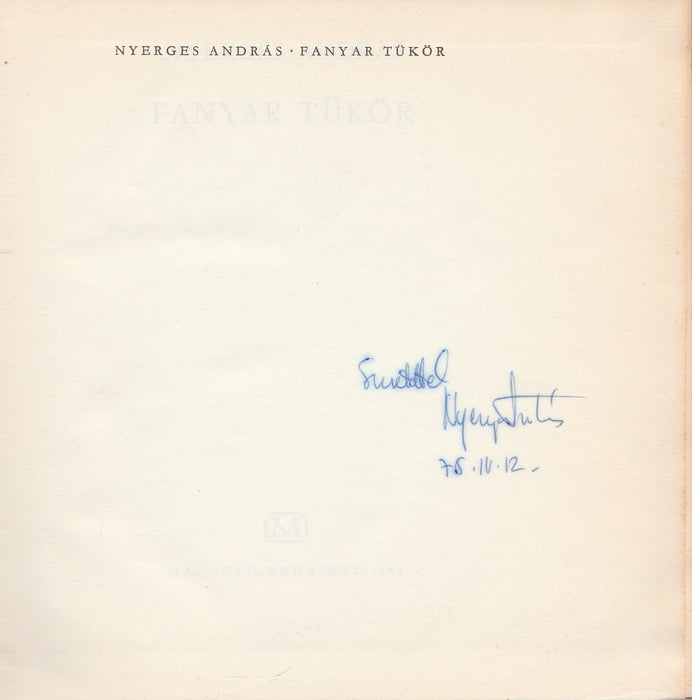 NYERGES ANDRÁS · FANYAR TÜKÖR
FANYAR TÜKÖR
Szeretettel
Nyerges András
75. IV. 12.
M
MAGVETŐ, BUDAPEST